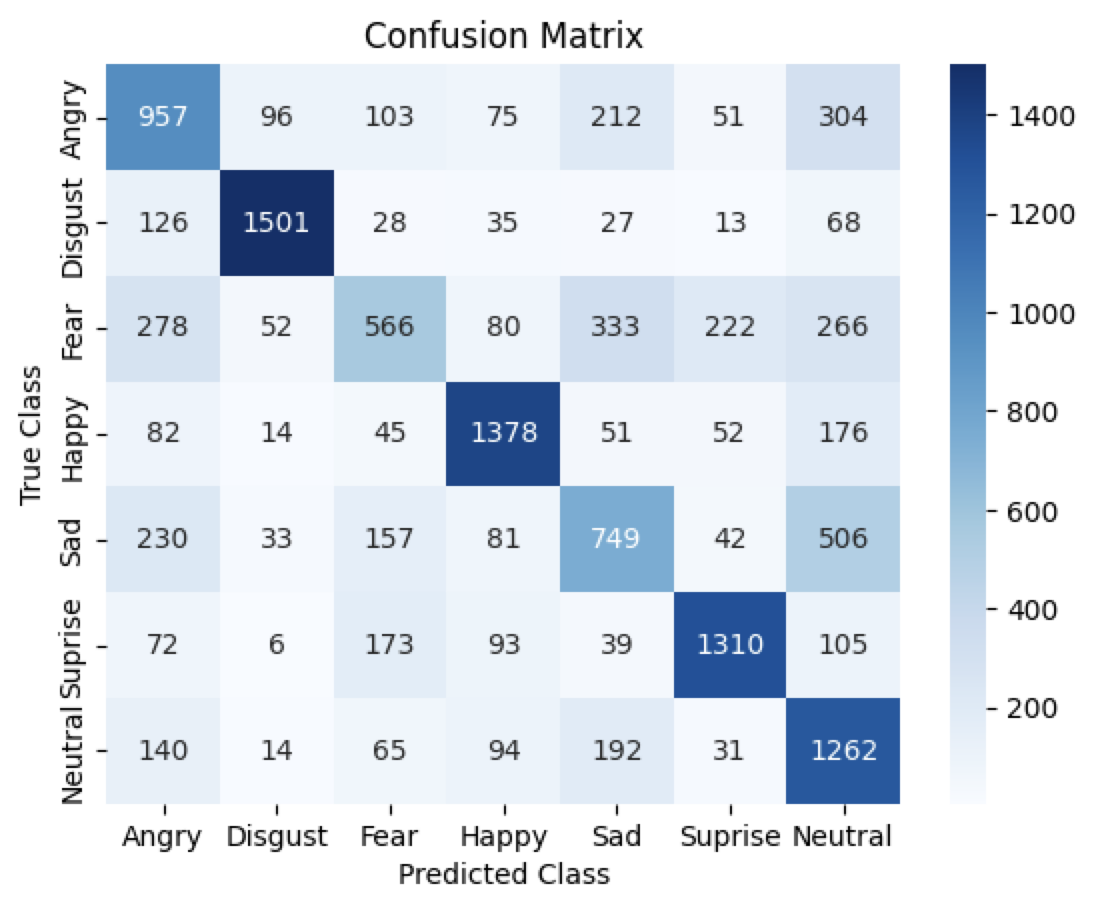 Confusion Matrix
True Class
Angry 957 96 103 75 212 51 304
Disgust 126 1501 28 35 27 13 68
Fear 278 52 566 80 333 222 266
Happy 82 14 45 1378 51 52 176
Sad 230 33 157 81 749 42 506
Suprise 72 6 173 93 39 1310 105
Neutral 140 14 65 94 192 31 1262
Angry Disgust Fear Happy Sad Suprise Neutral
Predicted Class
1400
1200
1000
800
600
400
200